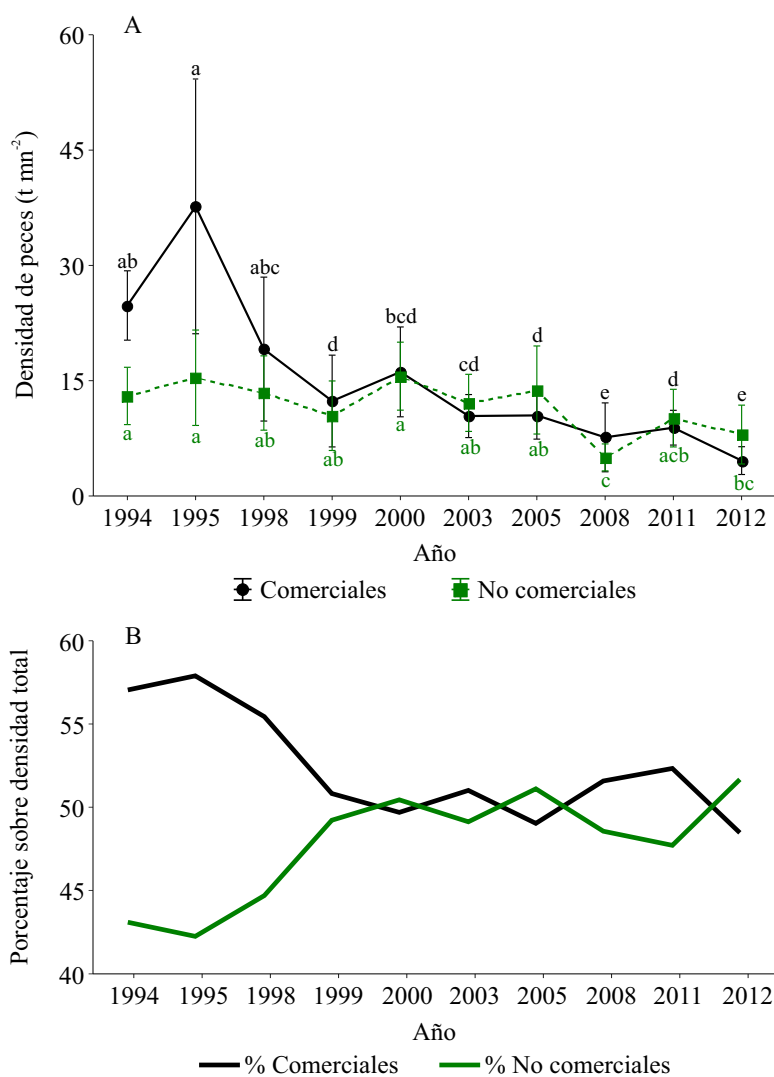 A
60
45
30
15
0
Densidad de peces (t mn⁻²)
a
ab
abc
d
bcd
cd
d
e
d
e
a
a
ab
ab
a
ab
ab
c
acb
bc
1994 1995 1998 1999 2000 2003 2005 2008 2011 2012
Año
Comerciales No comerciales
B
60
55
50
45
40
Porcentaje sobre densidad total
1994 1995 1998 1999 2000 2003 2005 2008 2011 2012
Año
% Comerciales % No comerciales